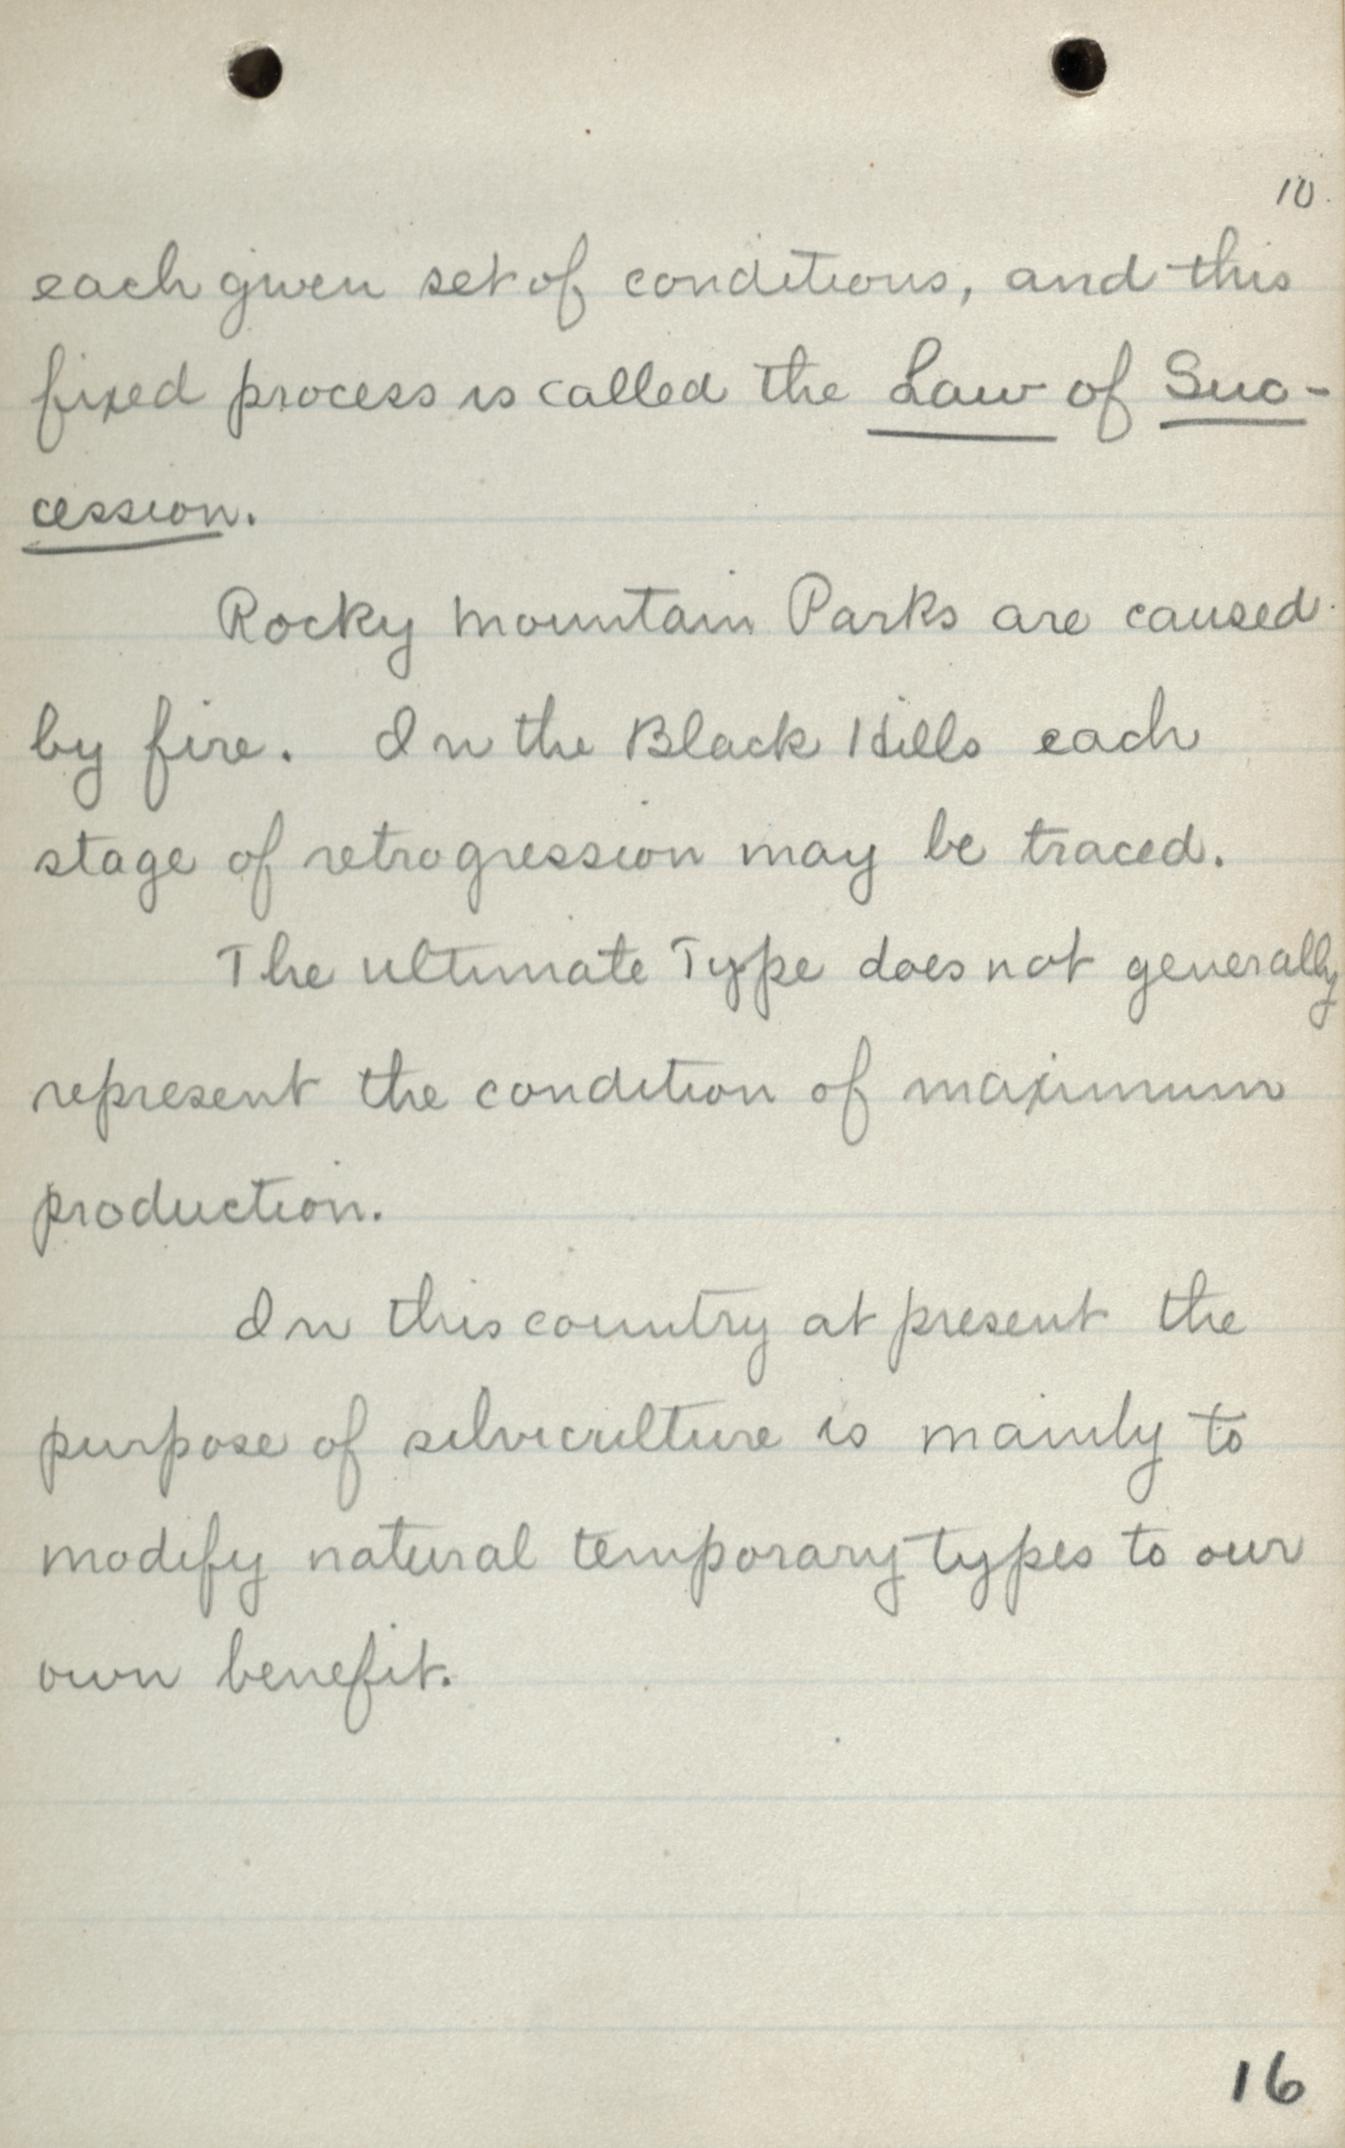 10.
each given set of conditions, and this
fixed process is called the Law of Suc-
cession.
Rocky Mountain Parks are caused
by fire. In the Black Hills each
stage of retrogression may be traced.
The ultimate Type does not generally
represent the condition of maximum
production.
In this country at present the
purpose of silviculture is mainly to
modify natural temporary types to our
own benefit.
16